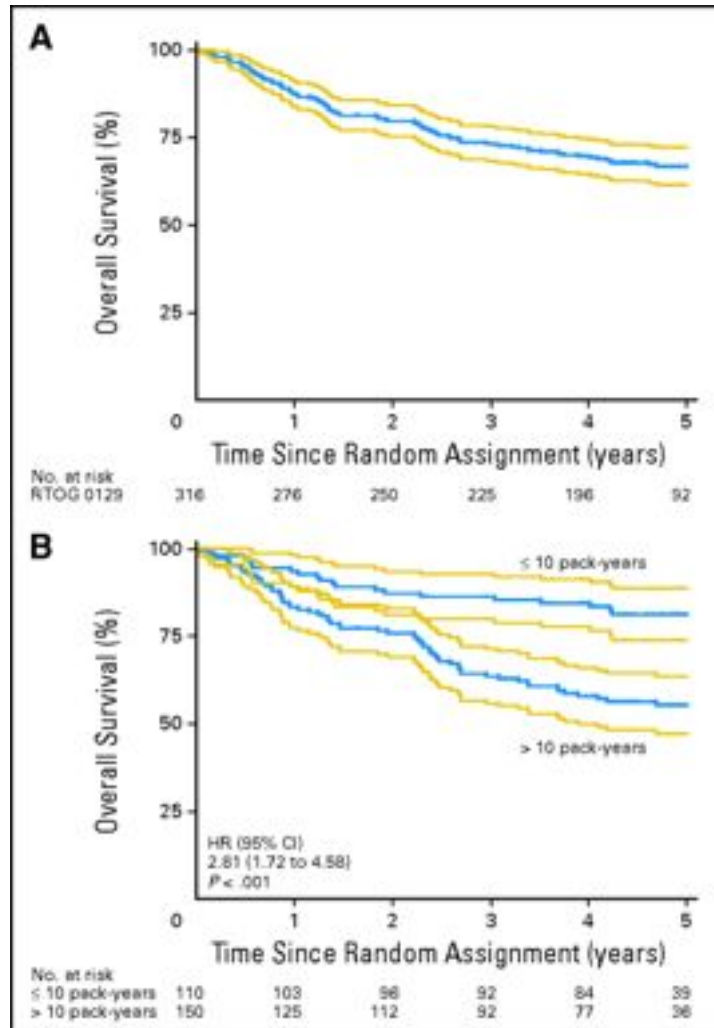 A
Overall Survival (%)
100
75
50
25
0 1 2 3 4 5
Time Since Random Assignment (years)
No. at risk
RTOG 0129 316 276 250 225 196 92
B
Overall Survival (%)
100
75
50
25
≤ 10 pack-years
> 10 pack-years
HR (95% CI)
2.81 (1.72 to 4.58)
P < .001
0 1 2 3 4 5
Time Since Random Assignment (years)
No. at risk
≤ 10 pack-years 110 103 96 92 84 39
> 10 pack-years 150 125 112 92 77 36